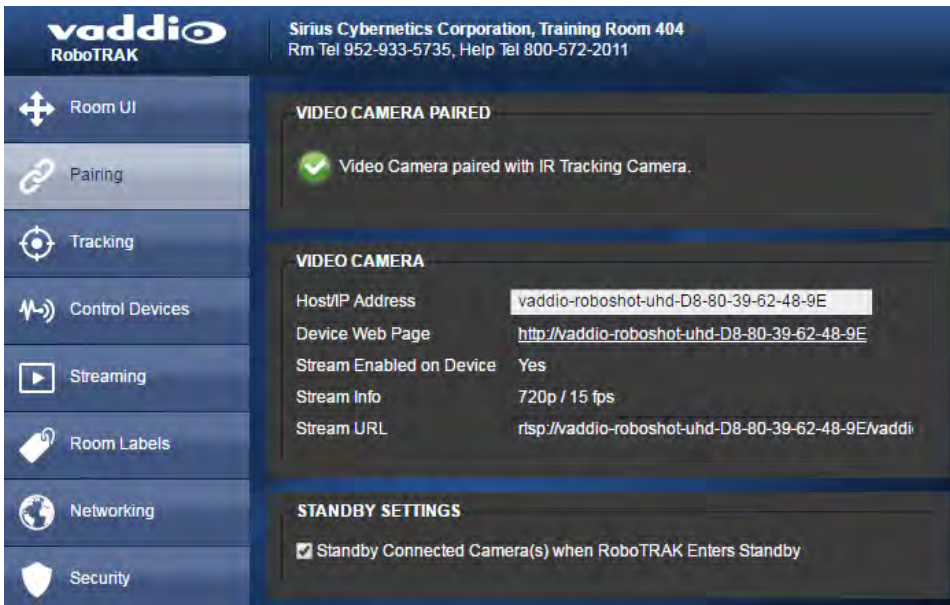 vaddio
RoboTRAK
Sirius Cybernetics Corporation, Training Room 404
Rm Tel 952-933-5735, Help Tel 800-572-2011
Room UI
Pairing
Tracking
Control Devices
Streaming
Room Labels
Networking
Security
VIDEO CAMERA PAIRED
Video Camera paired with IR Tracking Camera.
VIDEO CAMERA
Host/IP Address vaddio-roboshot-uhd-D8-80-39-62-48-9E
Device Web Page http://vaddio-roboshot-uhd-D8-80-39-62-48-9E
Stream Enabled on Device Yes
Stream Info 720p / 15 fps
Stream URL rtsp://vaddio-roboshot-uhd-D8-80-39-62-48-9E/vaddi
STANDBY SETTINGS
Standby Connected Camera(s) when RoboTRAK Enters Standby